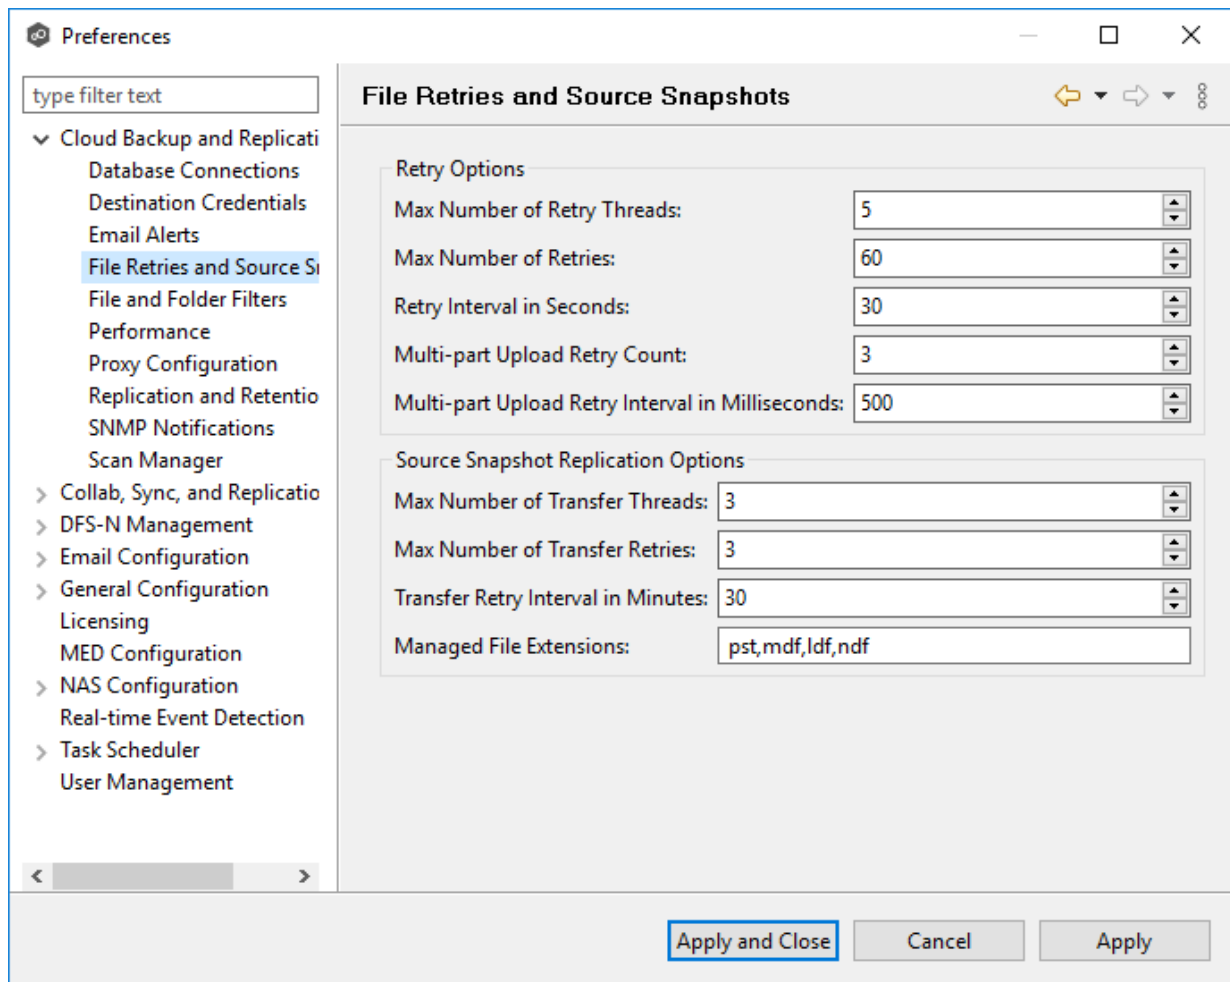 Preferences
type filter text
Cloud Backup and Replicati
Database Connections
Destination Credentials
Email Alerts
File Retries and Source Sn
File and Folder Filters
Performance
Proxy Configuration
Replication and Retentio
SNMP Notifications
Scan Manager
Collab, Sync, and Replicatio
DFS-N Management
Email Configuration
General Configuration
Licensing
MED Configuration
NAS Configuration
Real-time Event Detection
Task Scheduler
User Management
File Retries and Source Snapshots
Retry Options
Max Number of Retry Threads: 5
Max Number of Retries: 60
Retry Interval in Seconds: 30
Multi-part Upload Retry Count: 3
Multi-part Upload Retry Interval in Milliseconds: 500
Source Snapshot Replication Options
Max Number of Transfer Threads: 3
Max Number of Transfer Retries: 3
Transfer Retry Interval in Minutes: 30
Managed File Extensions: pst,mdf,ldf,ndf
Apply and Close Cancel Apply